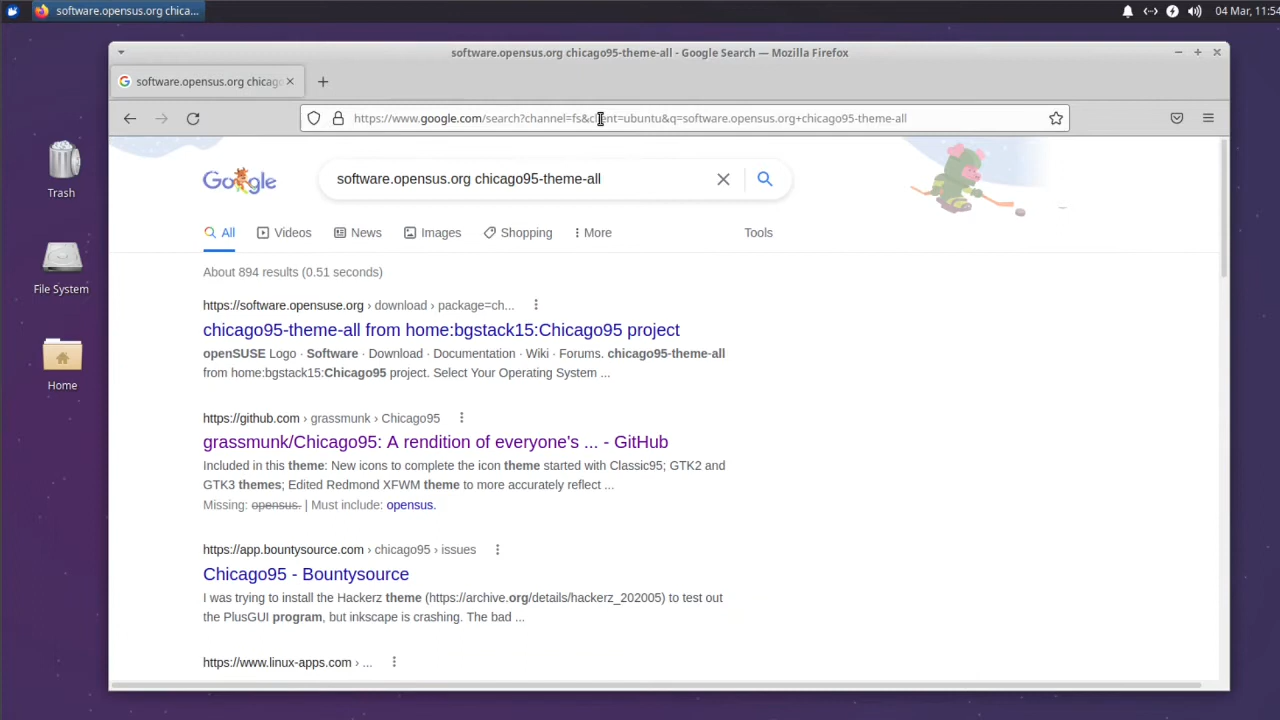 software.opensus.org chica...
04 Mar, 11:54
software.opensus.org chicago95-theme-all - Google Search — Mozilla Firefox
software.opensus.org chicag
https://www.google.com/search?channel=fs&client=ubuntu&q=software.opensus.org+chicago95-theme-all
Trash
File System
Home
Google
software.opensus.org chicago95-theme-all
All
Videos
News
Images
Shopping
More
Tools
About 894 results (0.51 seconds)
https://software.opensuse.org › download › package=ch...
chicago95-theme-all from home:bgstack15:Chicago95 project
openSUSE Logo · Software · Download · Documentation · Wiki · Forums. chicago95-theme-all
from home:bgstack15:Chicago95 project. Select Your Operating System ...
https://github.com › grassmunk › Chicago95
grassmunk/Chicago95: A rendition of everyone's ... - GitHub
Included in this theme: New icons to complete the icon theme started with Classic95; GTK2 and
GTK3 themes; Edited Redmond XFWM theme to more accurately reflect ...
Missing: opensus. | Must include: opensus.
https://app.bountysource.com › chicago95 › issues
Chicago95 - Bountysource
I was trying to install the Hackerz theme (https://archive.org/details/hackerz_202005) to test out
the PlusGUI program, but inkscape is crashing. The bad ...
https://www.linux-apps.com › ...